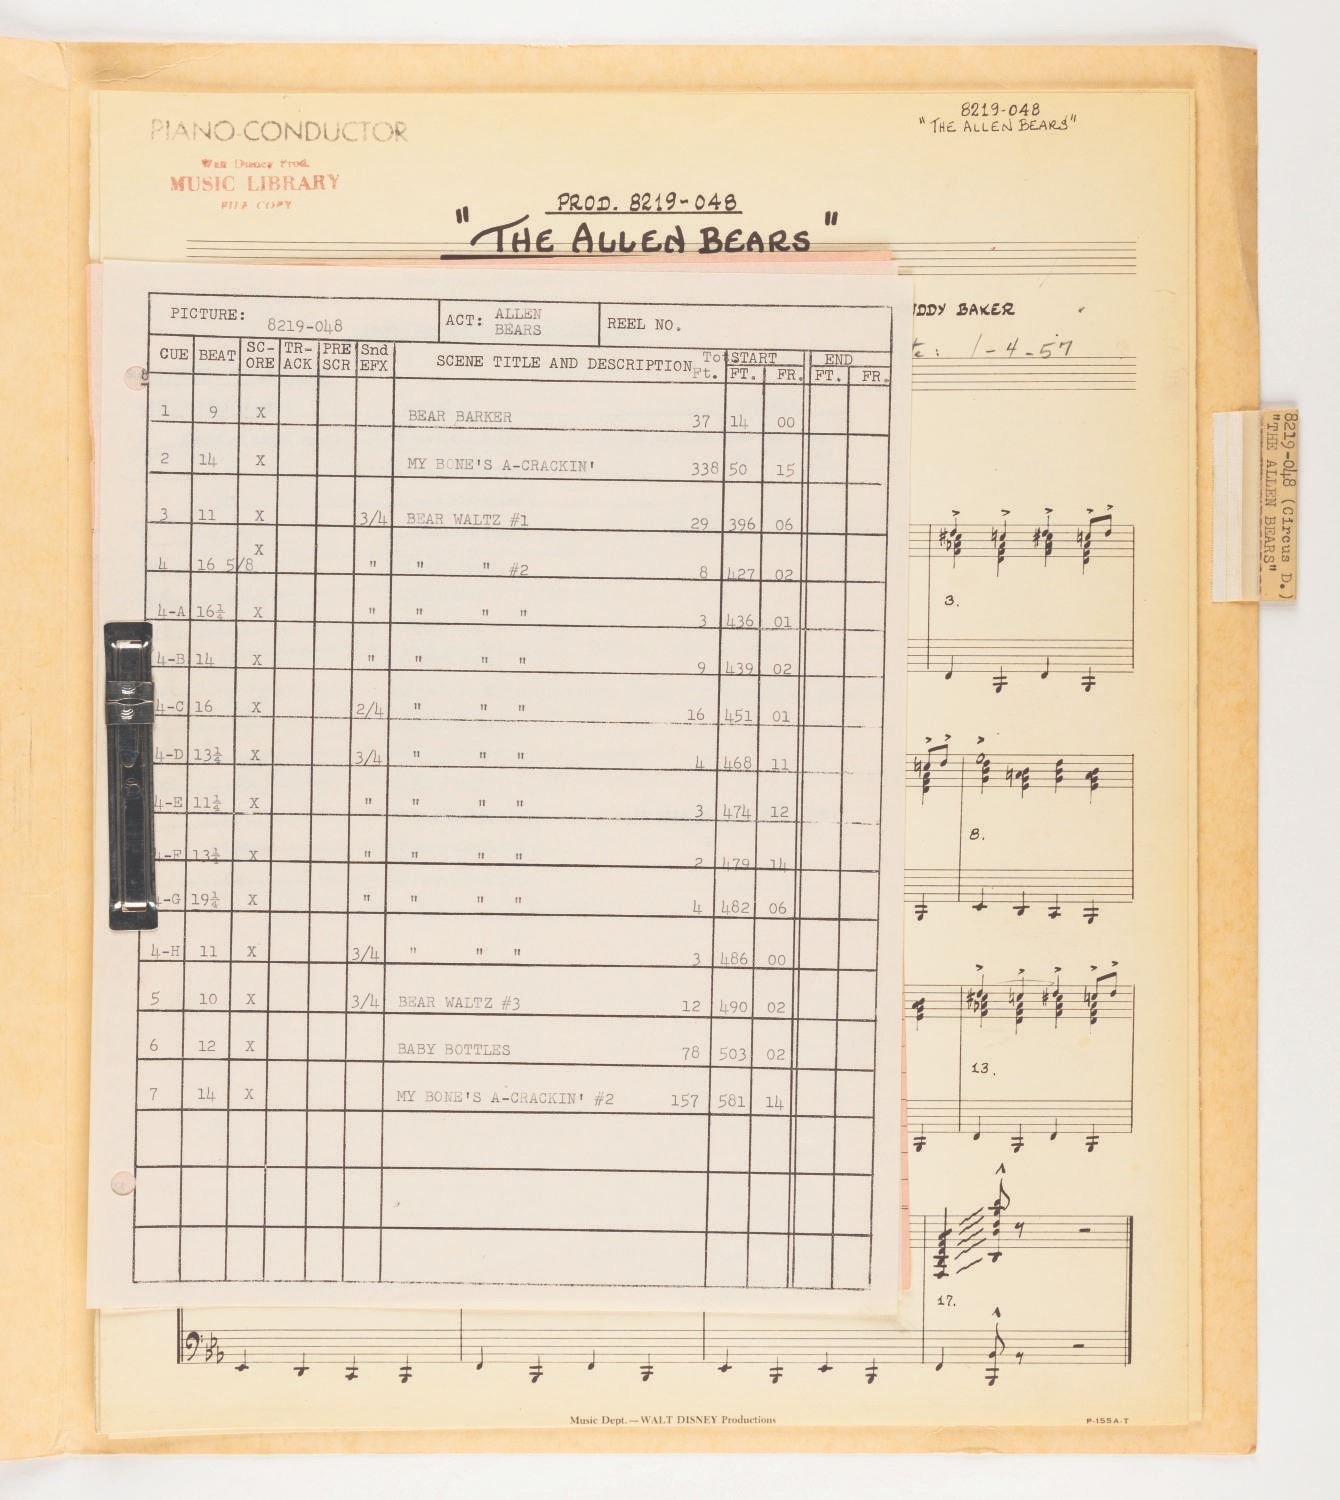 PIANO-CONDUCTOR
Walt Disney Prod.
MUSIC LIBRARY
FILE COPY
8219-048
"THE ALLEN BEARS"
PROD. 8219-048
"THE ALLEN BEARS"
DDY BAKER
te: 1-4-57
PICTURE: 8219-048 ACT: ALLEN BEARS REEL NO.
CUE BEAT SC-ORE TR-ACK PRE SCR Snd EFX SCENE TITLE AND DESCRIPTION Tot Ft. START FT. FR. END FT. FR.
1 9 X BEAR BARKER 37 14 00
2 14 X MY BONE'S A-CRACKIN' 338 50 15
3 11 X 3/4 BEAR WALTZ #1 29 396 06
4 16 5/8 X " " " #2 8 427 02
4-A 16¼ X " " " " 3 436 01
4-B 14 X " " " " 9 439 02
4-C 16 X 2/4 " " " 16 451 01
4-D 13¼ X 3/4 " " " 4 468 11
4-E 11¼ X " " " " 3 474 12
4-F 13¼ X " " " " 2 479 14
4-G 19¼ X " " " " 4 482 06
4-H 11 X 3/4 " " " 3 486 00
5 10 X 3/4 BEAR WALTZ #3 12 490 02
6 12 X BABY BOTTLES 78 503 02
7 14 X MY BONE'S A-CRACKIN' #2 157 581 14
3.
8.
13.
17.
Music Dept.—WALT DISNEY Productions
P-155A-T
8219-048 (Circus D.)
"THE ALLEN BEARS"